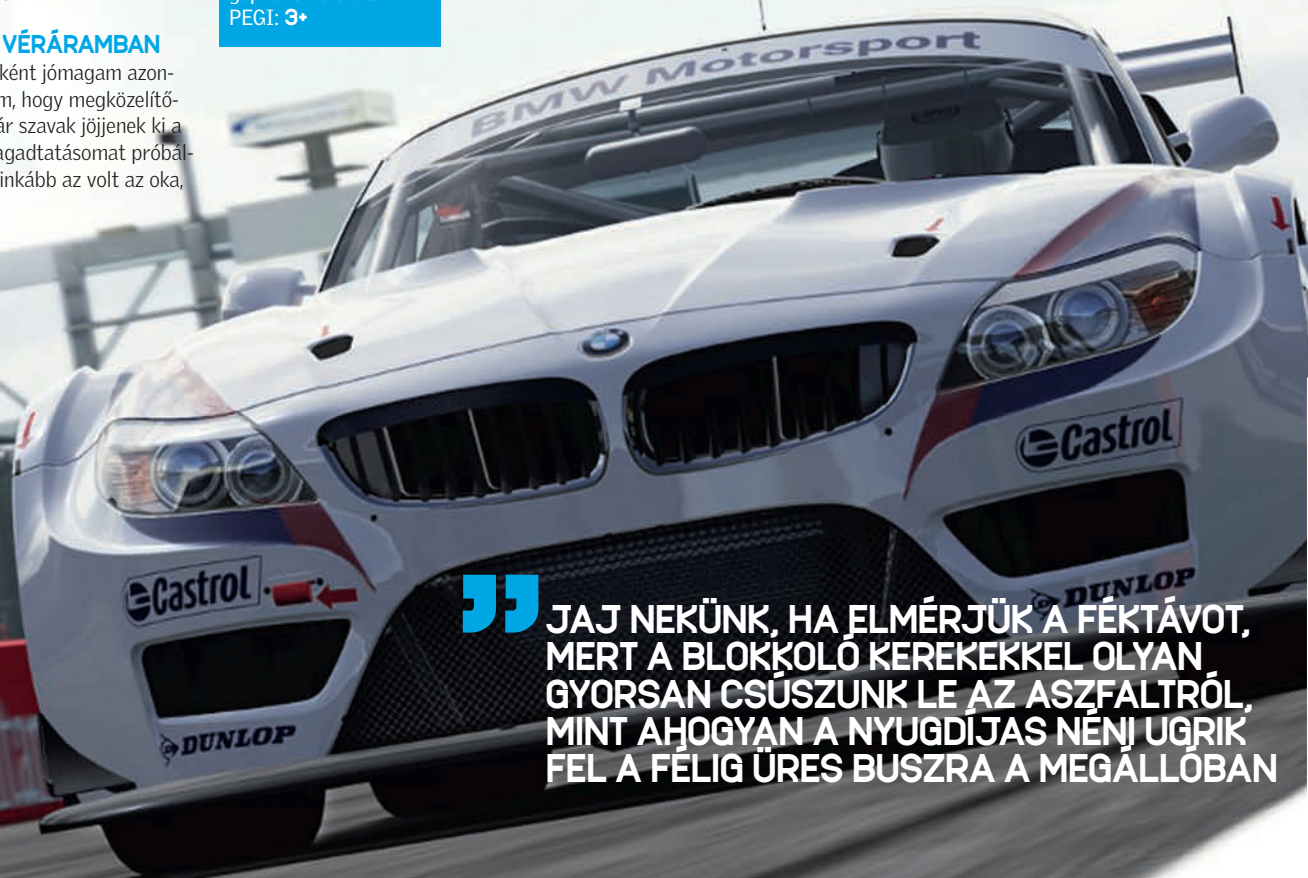 PEGI: 3+
VÉRÁRAMBAN
ként jómagam azon-
m, hogy megközelítő-
ár szavak jöjjenek ki a
agadtatásomat próbál-
inkább az volt az oka,
BMW Motorsport
Castrol
Castrol
DUNLOP
DUNLOP
JAJ NEKÜNK, HA ELMÉRJÜK A FÉKTÁVOT,
MERT A BLOKKOLÓ KEREKEKKEL OLYAN
GYORSAN CSÚSZUNK LE AZ ASZFALTRÓL,
MINT AHOGYAN A NYUGDÍJAS NÉNI UGRIK
FEL A FÉLIG ÜRES BUSZRA A MEGÁLLÓBAN